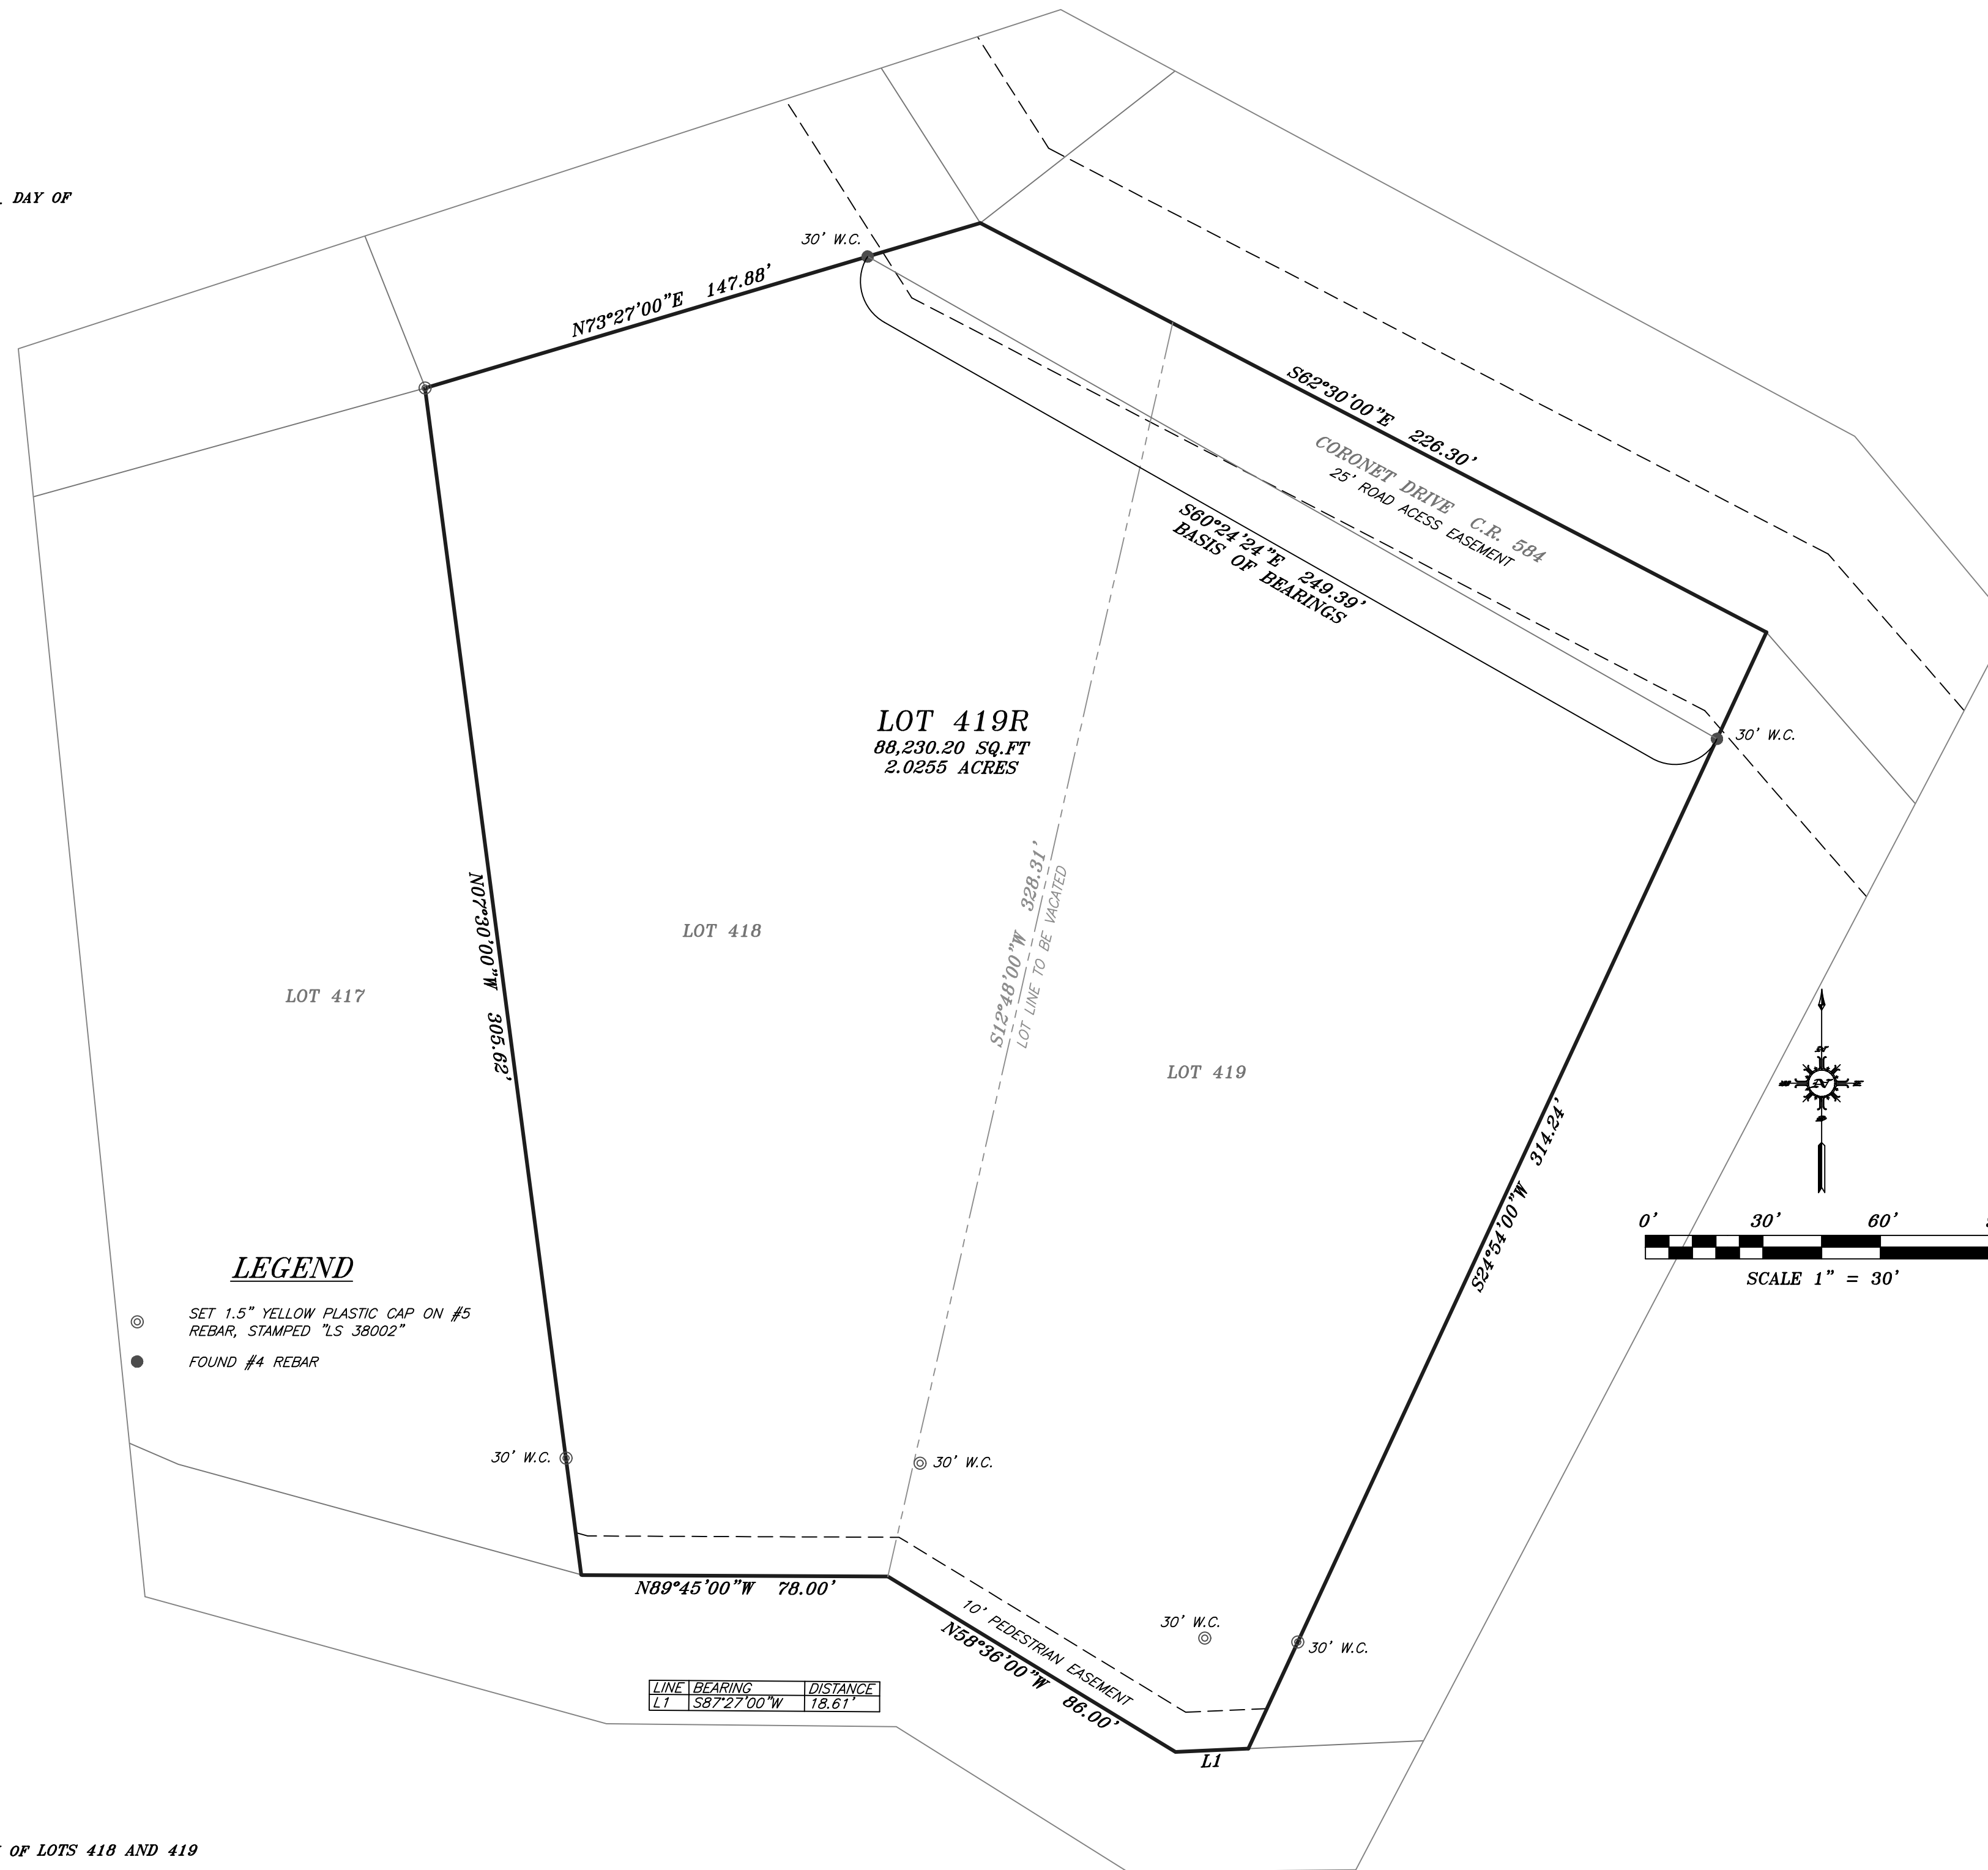 . DAY OF
30' W.C.
N73°27'00"E 147.88'
S62°30'00"E 226.30'
CORONET DRIVE C.R. 584
25' ROAD ACESS EASEMENT
S60°24'24"E 249.39'
BASIS OF BEARINGS
30' W.C.
LOT 419R
88,230.20 SQ.FT
2.0255 ACRES
N07°30'00"W 305.62'
S12°48'00"W 328.31'
LOT LINE TO BE VACATED
LOT 418
LOT 417
LOT 419
S24°54'00"W 314.24'
N
0' 30' 60'
SCALE 1" = 30'
LEGEND
SET 1.5" YELLOW PLASTIC CAP ON #5
REBAR, STAMPED "LS 38002"
FOUND #4 REBAR
30' W.C.
30' W.C.
N89°45'00"W 78.00'
10' PEDESTRIAN EASEMENT
N58°36'00"W 86.00'
30' W.C.
30' W.C.
LINE BEARING DISTANCE
L1 S87°27'00"W 18.61'
L1
OF LOTS 418 AND 419